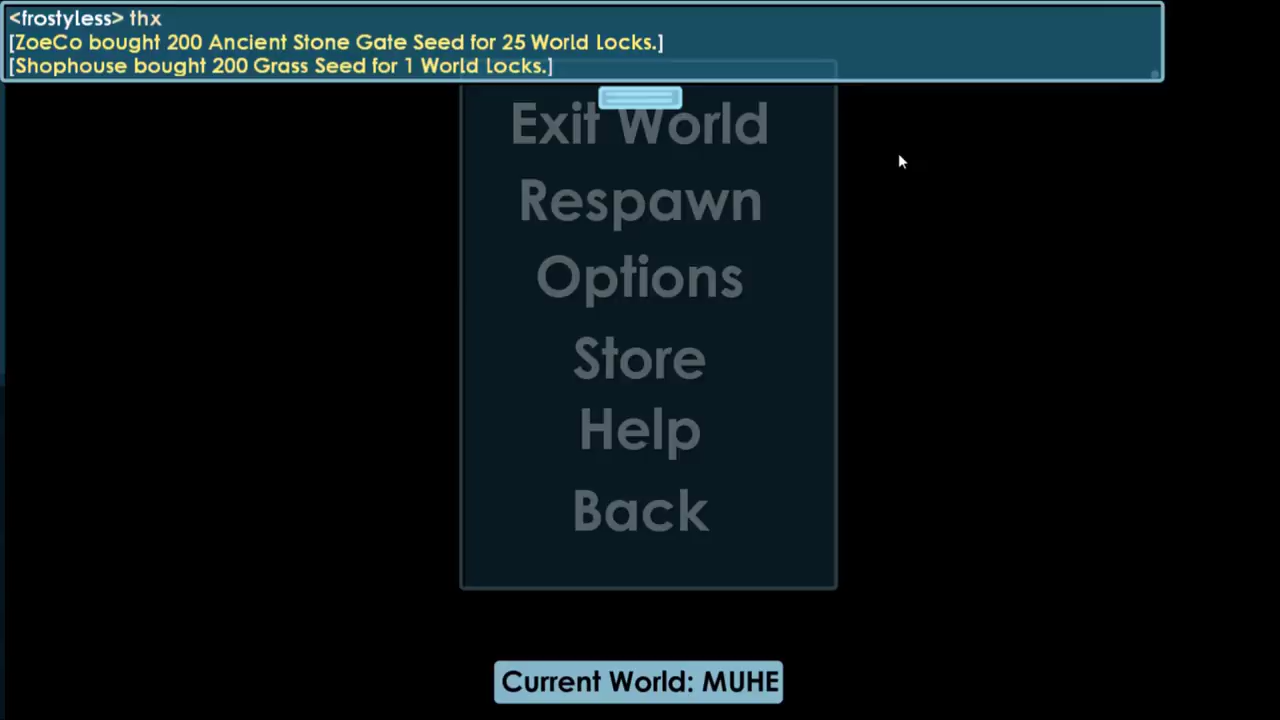 <frostyless> thx
[ZoeCo bought 200 Ancient Stone Gate Seed for 25 World Locks.]
[Shophouse bought 200 Grass Seed for 1 World Locks.]
Exit World
Respawn
Options
Store
Help
Back
Current World: MUHE